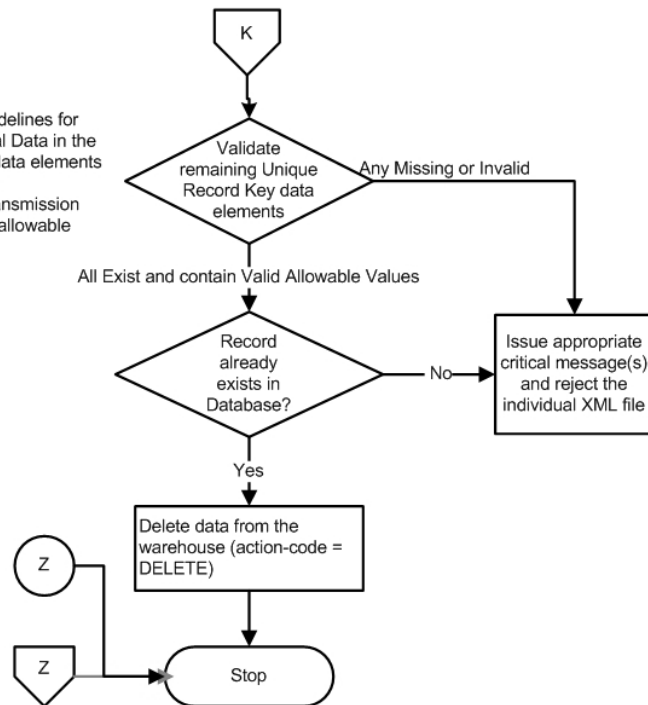 K
delines for
al Data in the
data elements
ansmission
allowable
Validate
remaining Unique
Record Key data
elements
Any Missing or Invalid
All Exist and contain Valid Allowable Values
Record
already
exists in
Database?
No
Issue appropriate
critical message(s)
and reject the
individual XML file
Yes
Delete data from the
warehouse (action-code =
DELETE)
Z
Z
Stop